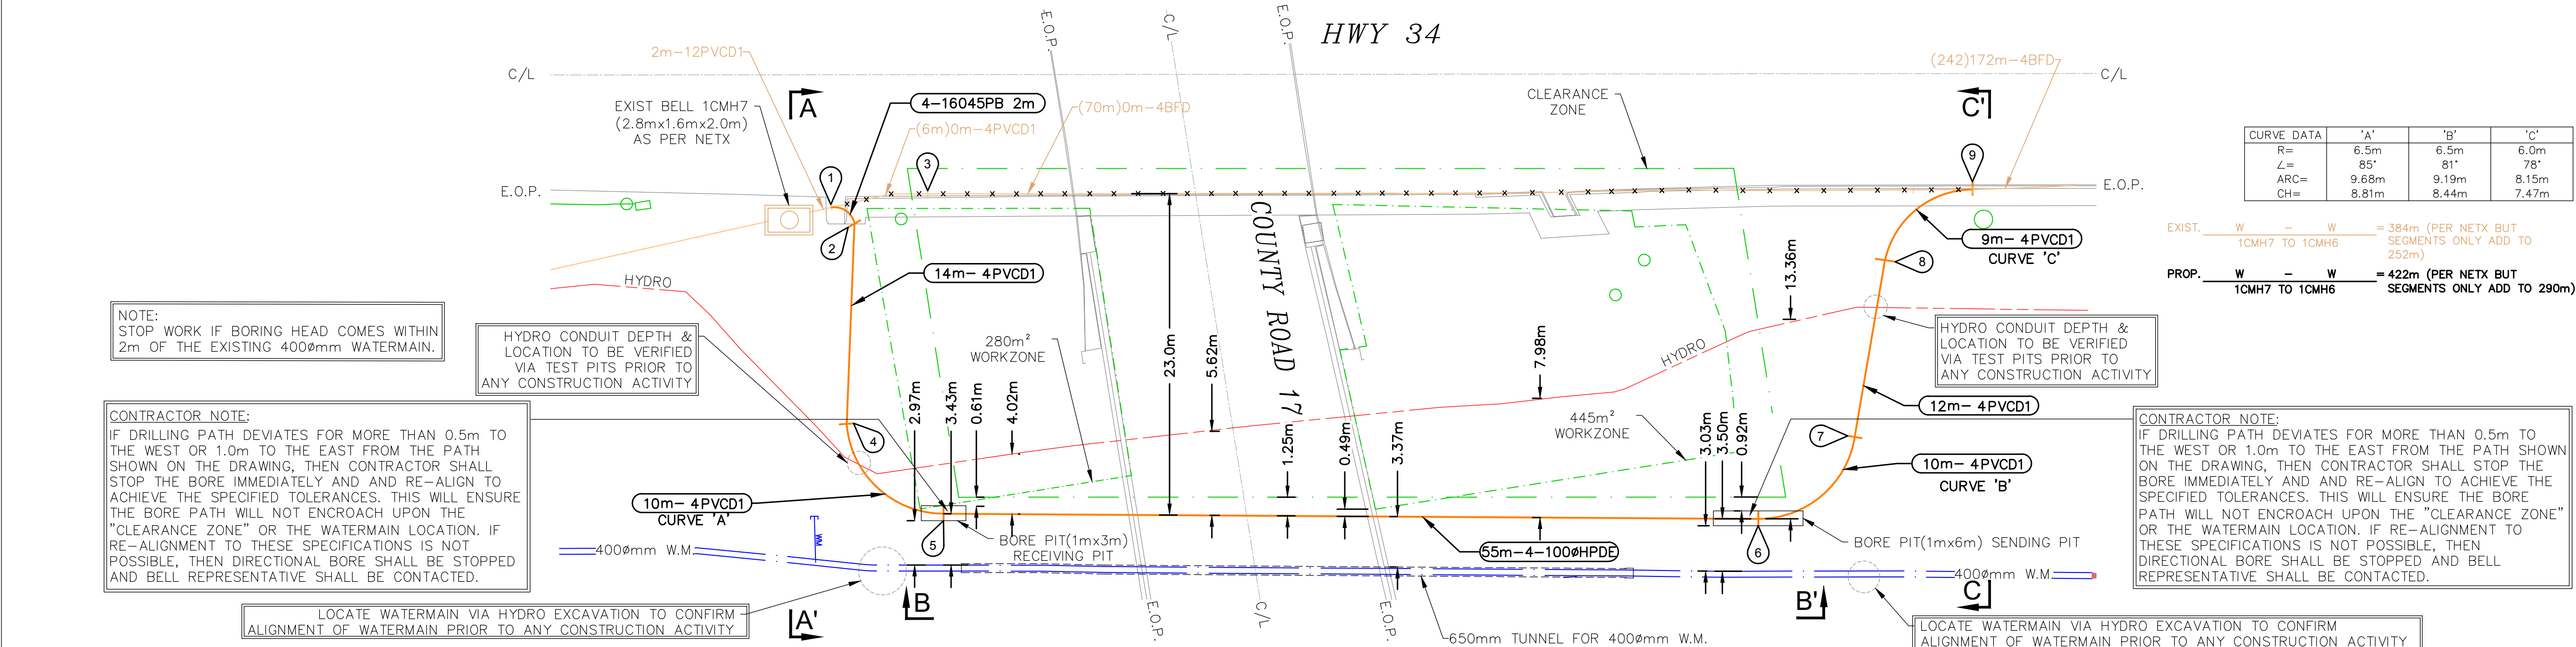 HWY 34
E.O.P.
C/L
E.O.P.
2m-12PVCD1
(242)172m-4BFD
C/L
C/L
A
C'
EXIST BELL 1CMH7
(2.8mx1.6mx2.0m)
AS PER NETX
4-16045PB 2m
(70m)0m-4BFD
(6m)0m-4PVCD1
CLEARANCE
ZONE
1
2
3
9
E.O.P.
E.O.P.
CURVE DATA 'A' 'B' 'C'
R= 6.5m 6.5m 6.0m
∠= 85° 81° 78°
ARC= 9.68m 9.19m 8.15m
CH= 8.81m 8.44m 7.47m
EXIST. W - W = 384m (PER NETX BUT
1CMH7 TO 1CMH6 SEGMENTS ONLY ADD TO
252m)
PROP. W - W = 422m (PER NETX BUT
1CMH7 TO 1CMH6 SEGMENTS ONLY ADD TO 290m)
9m- 4PVCD1
CURVE 'C'
8
14m- 4PVCD1
HYDRO
COUNTY ROAD 17
13.36m
NOTE:
STOP WORK IF BORING HEAD COMES WITHIN
2m OF THE EXISTING 400ømm WATERMAIN.
HYDRO CONDUIT DEPTH &
LOCATION TO BE VERIFIED
VIA TEST PITS PRIOR TO
ANY CONSTRUCTION ACTIVITY
280m²
WORKZONE
23.0m
5.62m
7.98m
HYDRO
HYDRO CONDUIT DEPTH &
LOCATION TO BE VERIFIED
VIA TEST PITS PRIOR TO
ANY CONSTRUCTION ACTIVITY
2.97m
3.43m
0.61m
4.02m
1.25m
0.49m
3.37m
445m²
WORKZONE
3.03m
3.50m
0.92m
12m- 4PVCD1
4
7
CONTRACTOR NOTE:
IF DRILLING PATH DEVIATES FOR MORE THAN 0.5m TO
THE WEST OR 1.0m TO THE EAST FROM THE PATH
SHOWN ON THE DRAWING, THEN CONTRACTOR SHALL
STOP THE BORE IMMEDIATELY AND AND RE-ALIGN TO
ACHIEVE THE SPECIFIED TOLERANCES. THIS WILL ENSURE
THE BORE PATH WILL NOT ENCROACH UPON THE
"CLEARANCE ZONE" OR THE WATERMAIN LOCATION. IF
RE-ALIGNMENT TO THESE SPECIFICATIONS IS NOT
POSSIBLE, THEN DIRECTIONAL BORE SHALL BE STOPPED
AND BELL REPRESENTATIVE SHALL BE CONTACTED.
10m- 4PVCD1
CURVE 'A'
10m- 4PVCD1
CURVE 'B'
CONTRACTOR NOTE:
IF DRILLING PATH DEVIATES FOR MORE THAN 0.5m TO
THE WEST OR 1.0m TO THE EAST FROM THE PATH SHOWN
ON THE DRAWING, THEN CONTRACTOR SHALL STOP THE
BORE IMMEDIATELY AND AND RE-ALIGN TO ACHIEVE THE
SPECIFIED TOLERANCES. THIS WILL ENSURE THE BORE
PATH WILL NOT ENCROACH UPON THE "CLEARANCE ZONE"
OR THE WATERMAIN LOCATION. IF RE-ALIGNMENT TO
THESE SPECIFICATIONS IS NOT POSSIBLE, THEN
DIRECTIONAL BORE SHALL BE STOPPED AND BELL
REPRESENTATIVE SHALL BE CONTACTED.
5
6
BORE PIT(1mx3m)
RECEIVING PIT
55m-4-100øHPDE
BORE PIT(1mx6m) SENDING PIT
WM
400ømm W.M.
400ømm W.M.
B
B'
C
A'
LOCATE WATERMAIN VIA HYDRO EXCAVATION TO CONFIRM
ALIGNMENT OF WATERMAIN PRIOR TO ANY CONSTRUCTION ACTIVITY
E.O.P.
C/L
E.O.P.
650mm TUNNEL FOR 400ømm W.M.
LOCATE WATERMAIN VIA HYDRO EXCAVATION TO CONFIRM
ALIGNMENT OF WATERMAIN PRIOR TO ANY CONSTRUCTION ACTIVITY